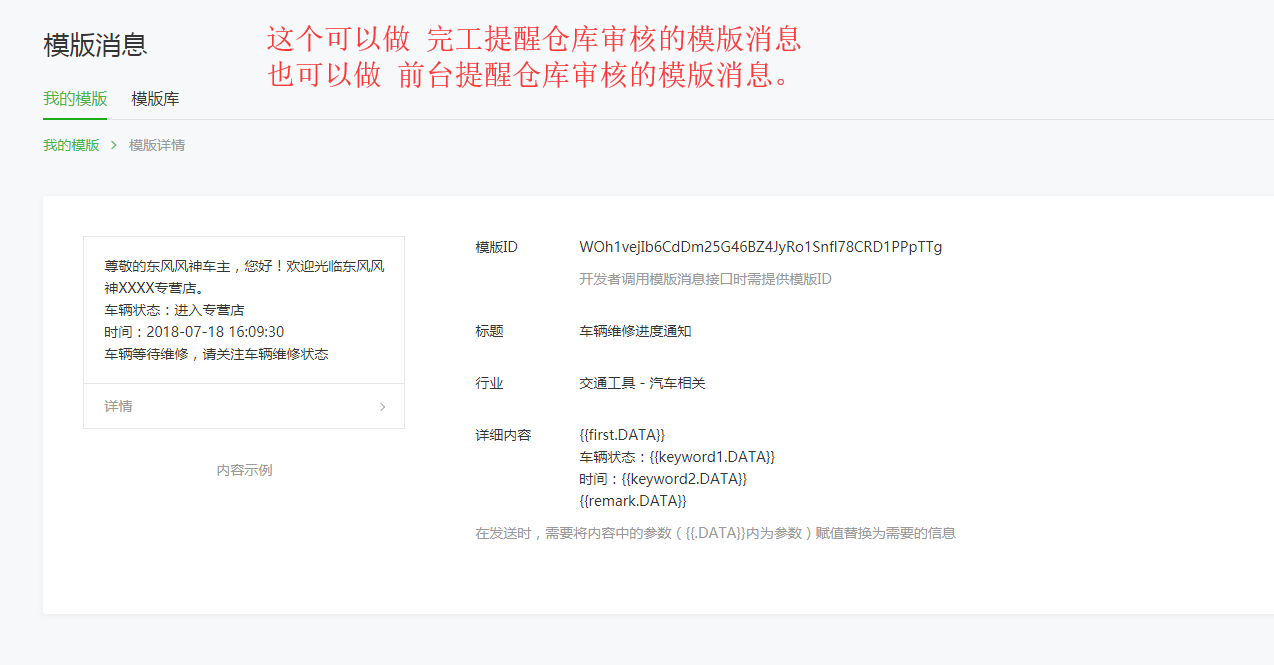 模版消息
这个可以做 完工提醒仓库审核的模版消息
也可以做 前台提醒仓库审核的模版消息。
我的模版 模版库
我的模版 > 模版详情
尊敬的东风风神车主，您好！欢迎光临东风风
神XXXX专营店。
车辆状态：进入专营店
时间：2018-07-18 16:09:30
车辆等待维修，请关注车辆维修状态
详情 >
内容示例
模版ID WOh1vejIb6CdDm25G46BZ4JyRo1Snfl78CRD1PPpTTg
开发者调用模版消息接口时需提供模版ID
标题 车辆维修进度通知
行业 交通工具 - 汽车相关
详细内容 {{first.DATA}}
车辆状态：{{keyword1.DATA}}
时间：{{keyword2.DATA}}
{{remark.DATA}}
在发送时，需要将内容中的参数（{{.DATA}}内为参数）赋值替换为需要的信息